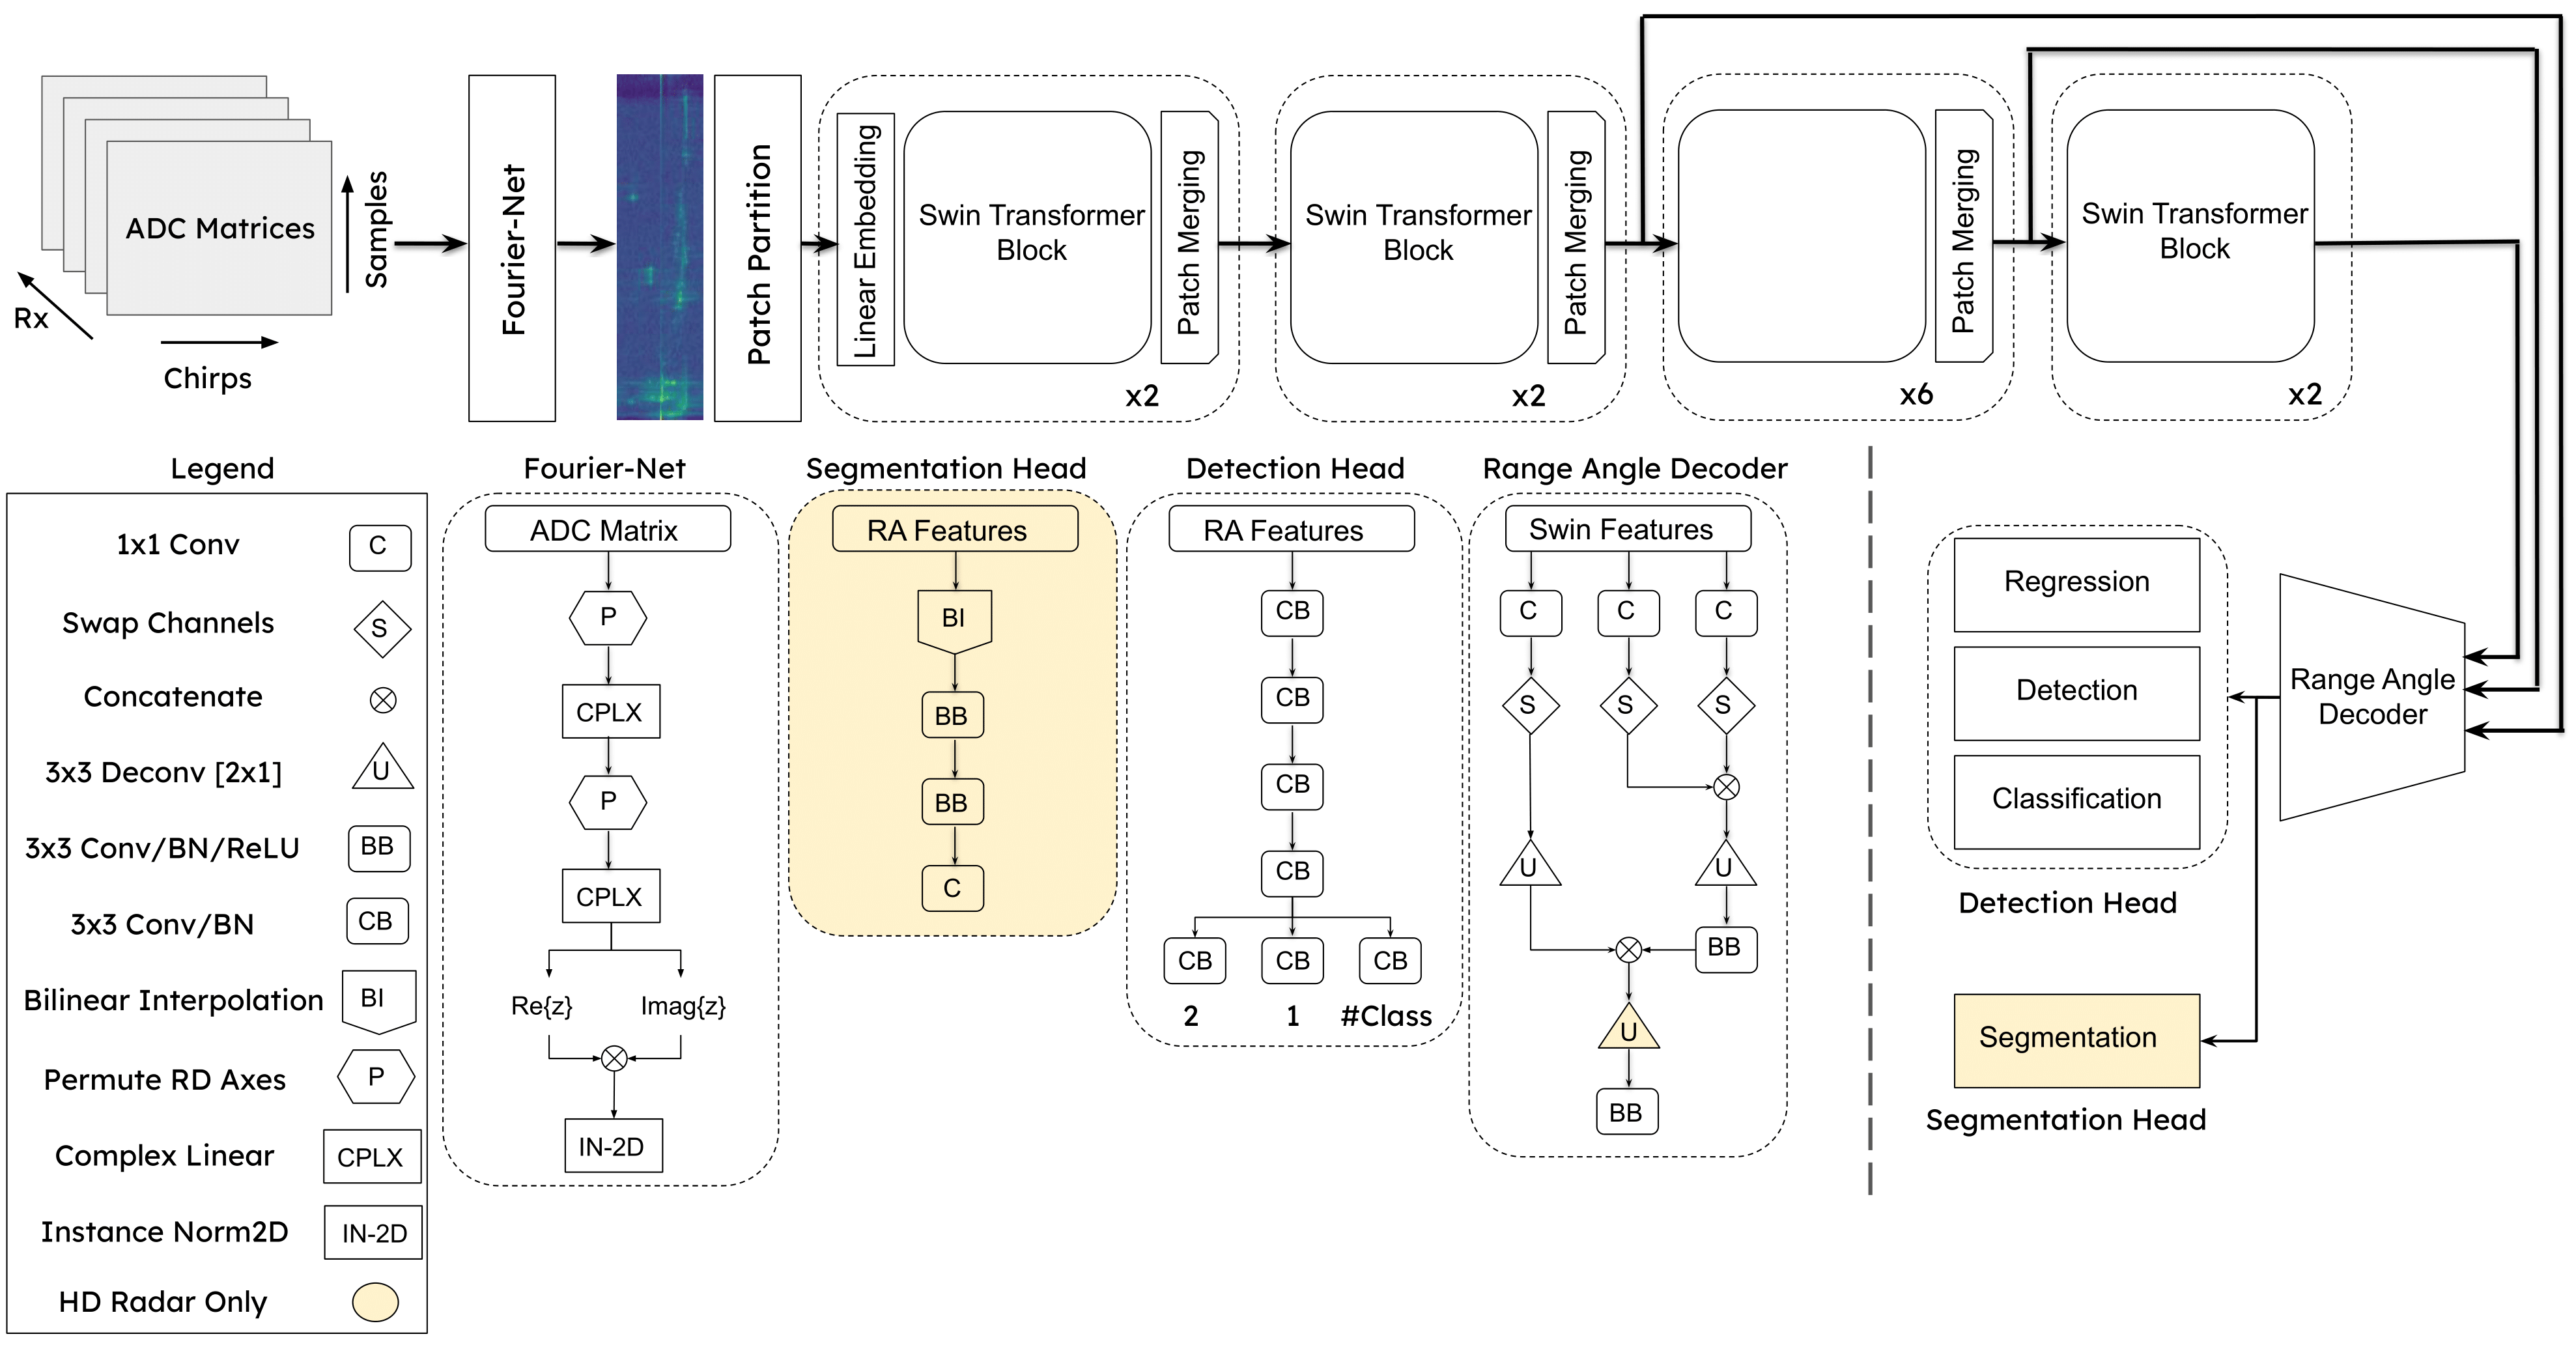 ADC Matrices
Samples
Rx
Chirps
Fourier-Net
Patch Partition
Linear Embedding
Swin Transformer
Block
Patch Merging
x2
Swin Transformer
Block
Patch Merging
x2
Patch Merging
x6
Swin Transformer
Block
x2
Legend
1x1 Conv
C
Swap Channels
S
Concatenate
3x3 Deconv [2x1]
U
3x3 Conv/BN/ReLU
BB
3x3 Conv/BN
CB
Bilinear Interpolation
BI
Permute RD Axes
P
Complex Linear
CPLX
Instance Norm2D
IN-2D
HD Radar Only
Fourier-Net
ADC Matrix
P
CPLX
P
CPLX
Re{z}
Imag{z}
IN-2D
Segmentation Head
RA Features
BI
BB
BB
C
Detection Head
RA Features
CB
CB
CB
CB
CB
CB
CB
2
1
#Class
Range Angle Decoder
Swin Features
C
C
C
S
S
S
U
U
BB
U
BB
Regression
Detection
Classification
Detection Head
Range Angle
Decoder
Segmentation
Segmentation Head